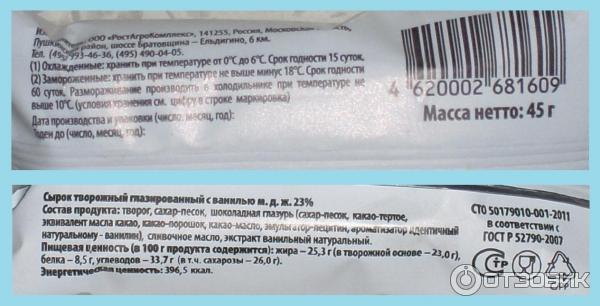 ООО «РостАгроКомплекс», 141255, Россия, Московская
район, шоссе Братовщина — Ельдигино, 6 км.
Тел. 993-46-36, (495) 490-04-05.
(1) Охлажденные: хранить при температуре от 0°С до 6°С. Срок годности 15 суток.
(2) Замороженные: хранить при температуре не выше минус 18°С. Срок годности
60 суток. Размораживание производить в холодильнике при температуре не
выше 10°С. (условия хранения см. цифру в строке маркировка)
Дата производства и упаковки (число, месяц, год):
Годен до (число, месяц, год):
4 620002 681609
Масса нетто: 45 г
Сырок творожный глазированный с ванилью м. д. ж. 23%
Состав продукта: творог, сахар-песок, шоколадная глазурь (сахар-песок, какао-тертое,
эквивалент масла какао, какао-порошок, какао-масло, эмульгатор-лецитин, ароматизатор идентичный
натуральному - ванилин), сливочное масло, экстракт ванильный натуральный.
Пищевая ценность (в 100 г продукта содержится): жира – 25,3 г (в творожной основе – 23,0 г),
белка – 8,5 г, углеводов – 33,7 г (в т.ч. сахарозы – 26,0 г).
Энергетическая ценность: 396,5 ккал.
СТО 50179010-001-2011
в соответствии с
ГОСТ Р 52790-2007
ОТЗОВИК